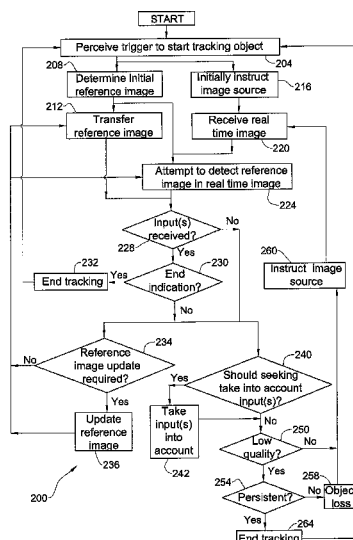 START
Perceive trigger to start tracking object
204
208
Determine Initial
reference image
Initially instruct
image source
216
212
Transfer
reference image
Receive real
time image
220
Attempt to detect reference
image in real time image
224
Input(s)
received?
No
228
Yes
230
260
232
End tracking
Yes
End
indication?
Instruct Image
source
No
234
240
Reference
image update
required?
No
Should seeking
take into account
input(s)?
Yes
Yes
No
Update
reference
image
Take
input(s)
into
account
250
Low
quality?
No
236
242
Yes
200
254
258
Persistent?
No
Object
loss
Yes
264
End tracking